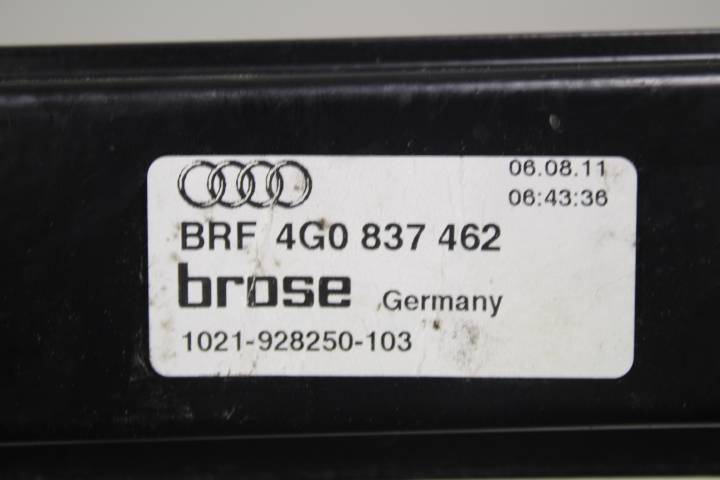 06.08.11
06:43:36
BRF 4G0 837 462
brose Germany
1021-928250-103